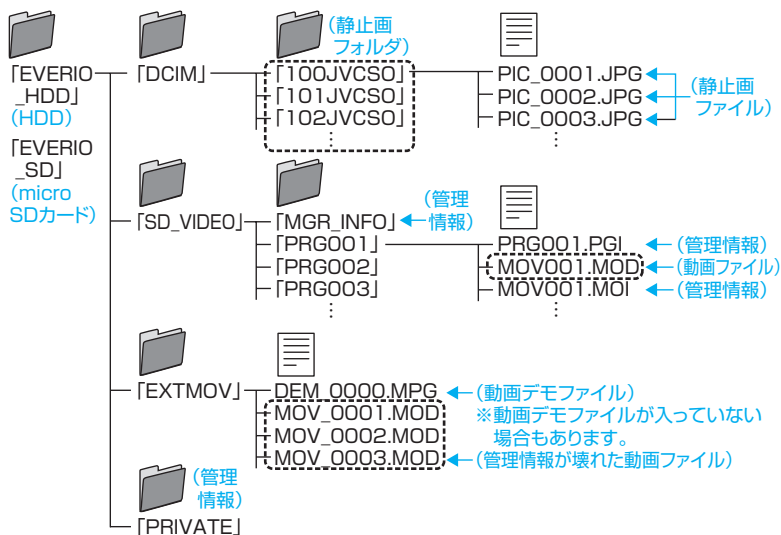 「EVERIO
_HDD」
(HDD)
「EVERIO
_SD」
(micro
SDカード)
「DCIM」
(静止画
フォルダ)
「100JVCSO」
「101JVCSO」
「102JVCSO」
⋮
PIC_0001.JPG
PIC_0002.JPG
PIC_0003.JPG
⋮
(静止画
ファイル)
「SD_VIDEO」
「MGR_INFO」
(管理
情報)
「PRG001」
「PRG002」
「PRG003」
⋮
PRG001.PGI
(管理情報)
MOV001.MOD
(動画ファイル)
MOV001.MOI
(管理情報)
⋮
「EXTMOV」
DEM_0000.MPG
(動画デモファイル)
※動画デモファイルが入っていない
場合もあります。
MOV_0001.MOD
MOV_0002.MOD
MOV_0003.MOD
(管理情報が壊れた動画ファイル)
(管理
情報)
「PRIVATE」